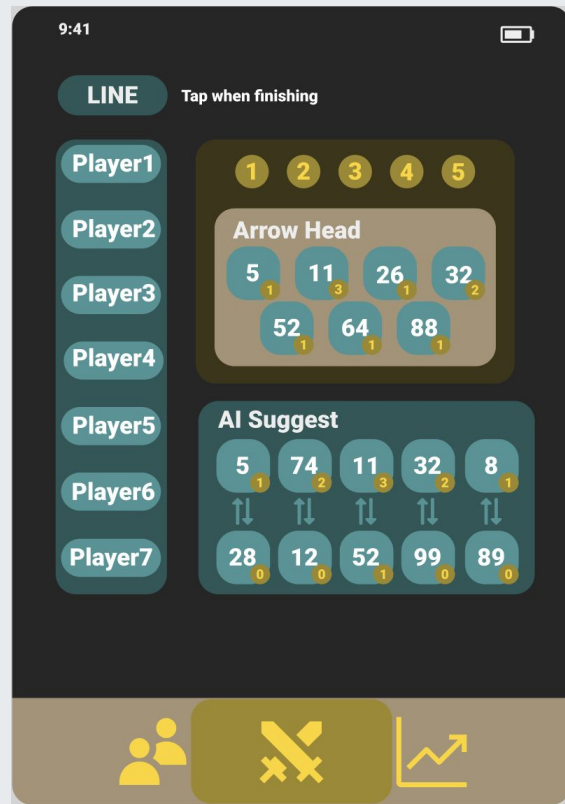 9:41
LINE Tap when finishing
Player1
Player2
Player3
Player4
Player5
Player6
Player7
1 2 3 4 5
Arrow Head
5 1 11 3 26 1 32 2
52 1 64 1 88 1
AI Suggest
5 1 74 2 11 3 32 2 8 1
28 0 12 0 52 1 99 0 89 0